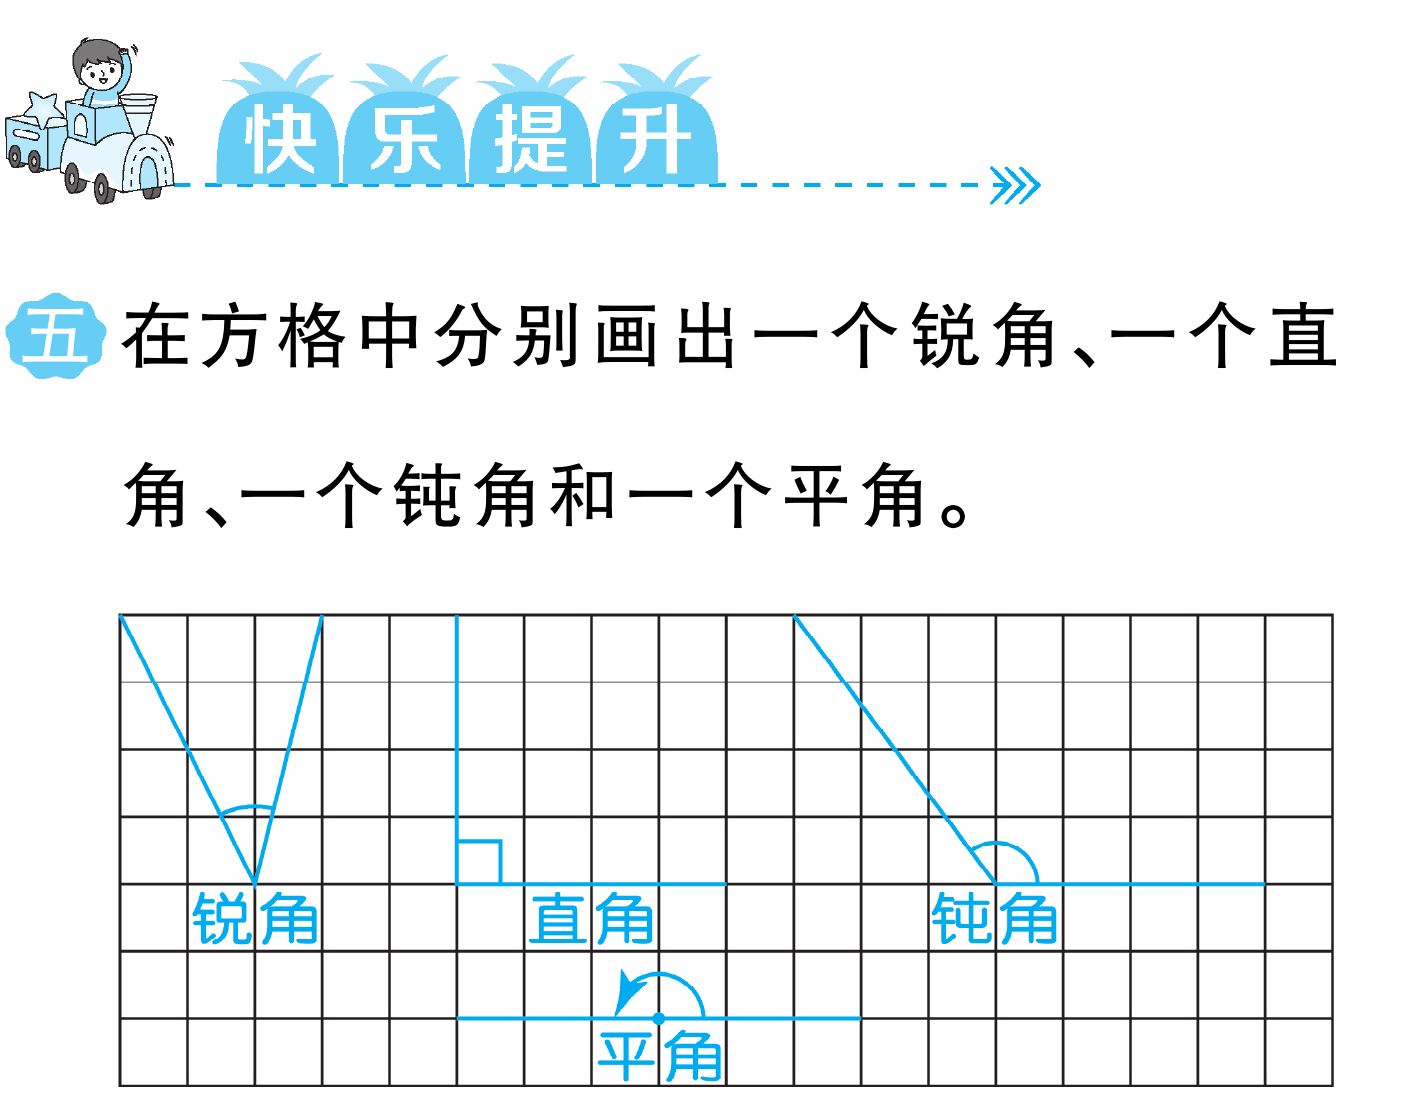 快乐提升
五 在方格中分别画出一个锐角、一个直
角、一个钝角和一个平角。
锐角 直角 钝角
平角